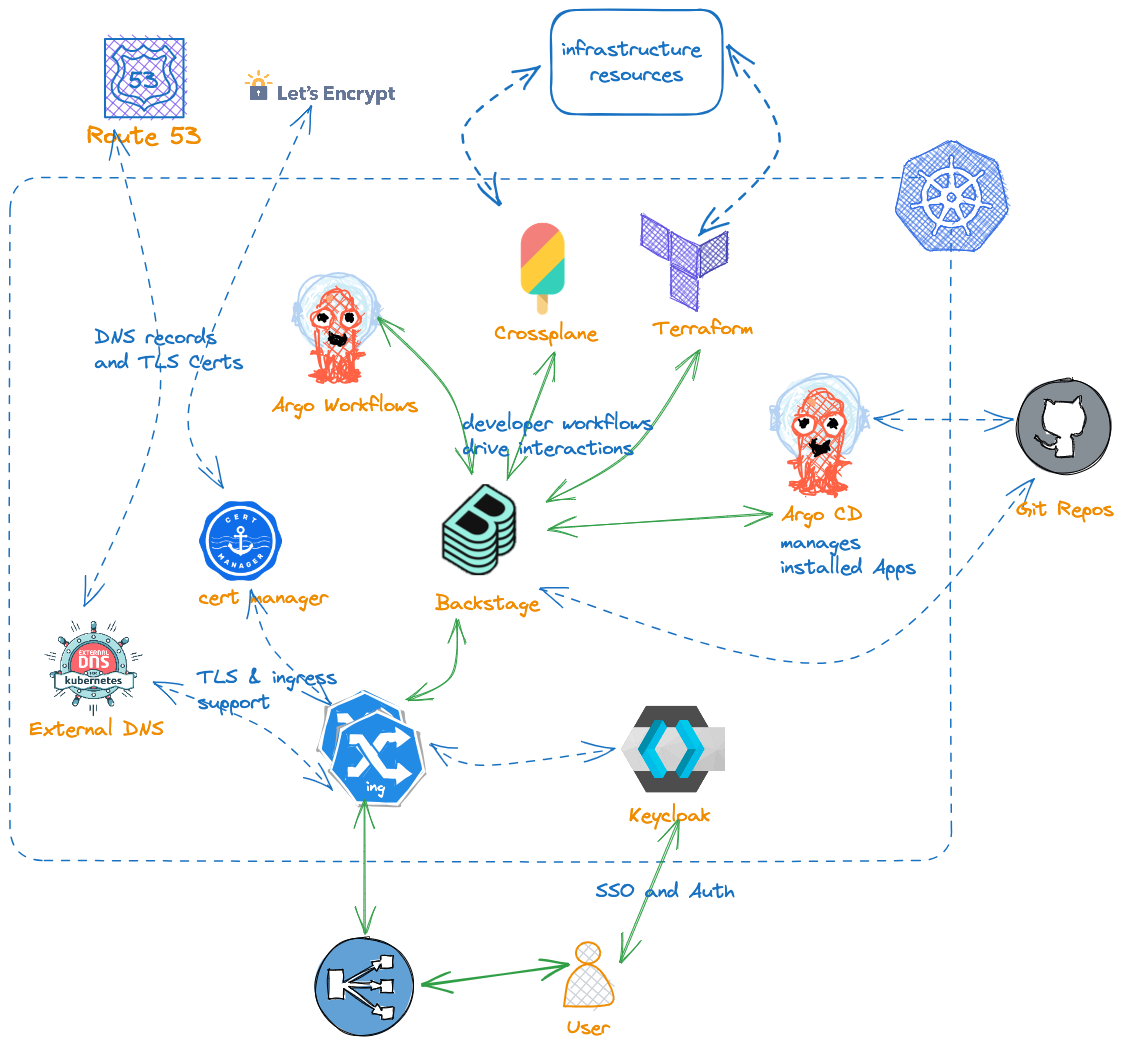 infrastructure
resources
53
Let's Encrypt
Route 53
DNS records
and TLS Certs
Crossplane
Terraform
Argo Workflows
developer workflows
drive interactions
Argo CD
manages
installed Apps
Git Repos
CERT
MANAGER
cert manager
Backstage
EXTERNAL
DNS
FOR
kubernetes
External DNS
TLS & ingress
support
ing
Keycloak
SSO and Auth
User